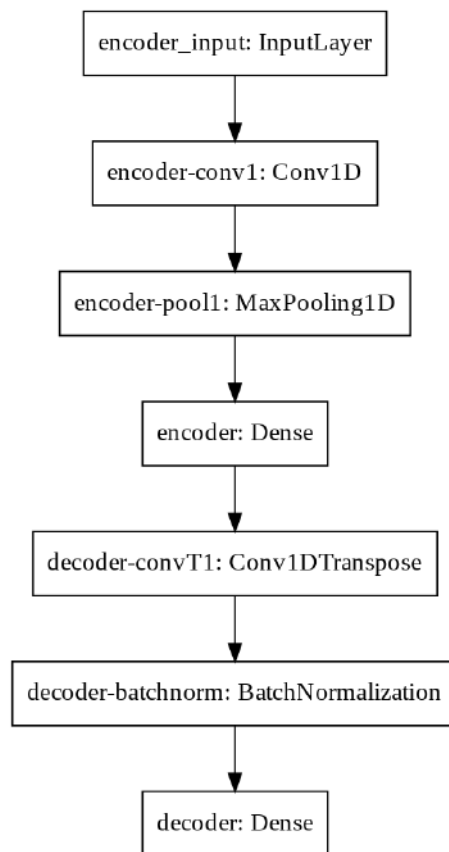 encoder_input: InputLayer
encoder-conv1: Conv1D
encoder-pool1: MaxPooling1D
encoder: Dense
decoder-convT1: Conv1DTranspose
decoder-batchnorm: BatchNormalization
decoder: Dense